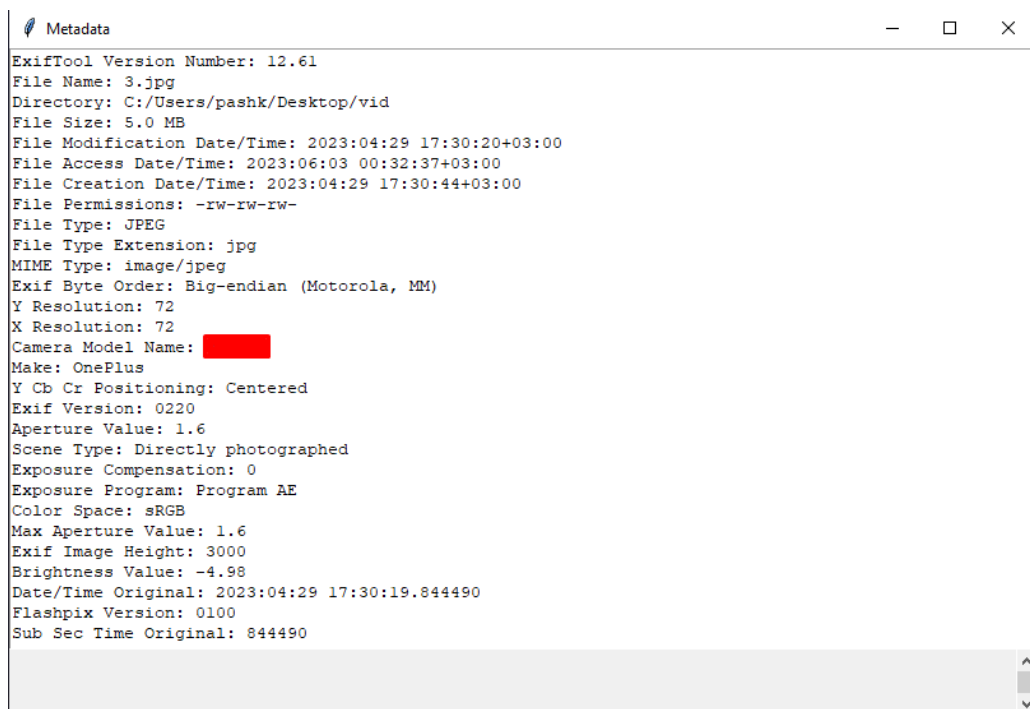 Metadata
ExifTool Version Number: 12.61
File Name: 3.jpg
Directory: C:/Users/pashk/Desktop/vid
File Size: 5.0 MB
File Modification Date/Time: 2023:04:29 17:30:20+03:00
File Access Date/Time: 2023:06:03 00:32:37+03:00
File Creation Date/Time: 2023:04:29 17:30:44+03:00
File Permissions: -rw-rw-rw-
File Type: JPEG
File Type Extension: jpg
MIME Type: image/jpeg
Exif Byte Order: Big-endian (Motorola, MM)
Y Resolution: 72
X Resolution: 72
Camera Model Name:
Make: OnePlus
Y Cb Cr Positioning: Centered
Exif Version: 0220
Aperture Value: 1.6
Scene Type: Directly photographed
Exposure Compensation: 0
Exposure Program: Program AE
Color Space: sRGB
Max Aperture Value: 1.6
Exif Image Height: 3000
Brightness Value: -4.98
Date/Time Original: 2023:04:29 17:30:19.844490
Flashpix Version: 0100
Sub Sec Time Original: 844490